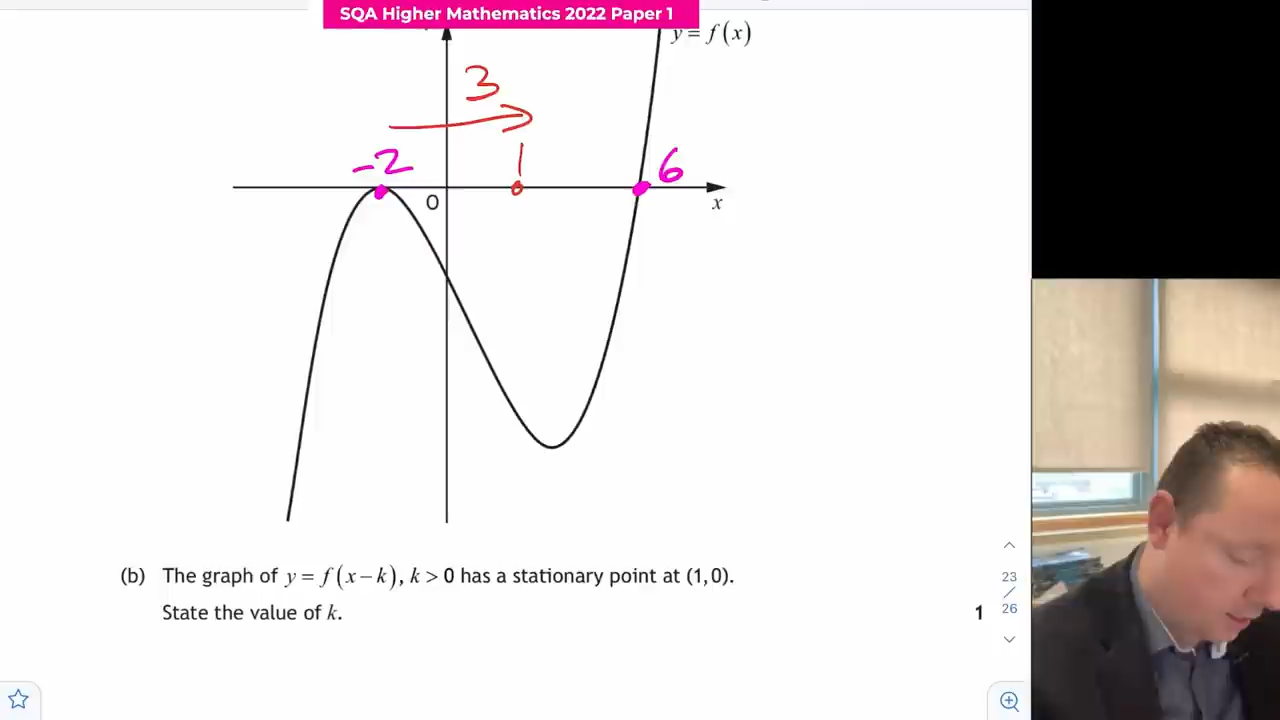 SQA Higher Mathematics 2022 Paper 1
y = f(x)
3
-2
1
6
0
x
(b) The graph of y = f(x − k), k > 0 has a stationary point at (1, 0).
State the value of k.
1
23
/
26